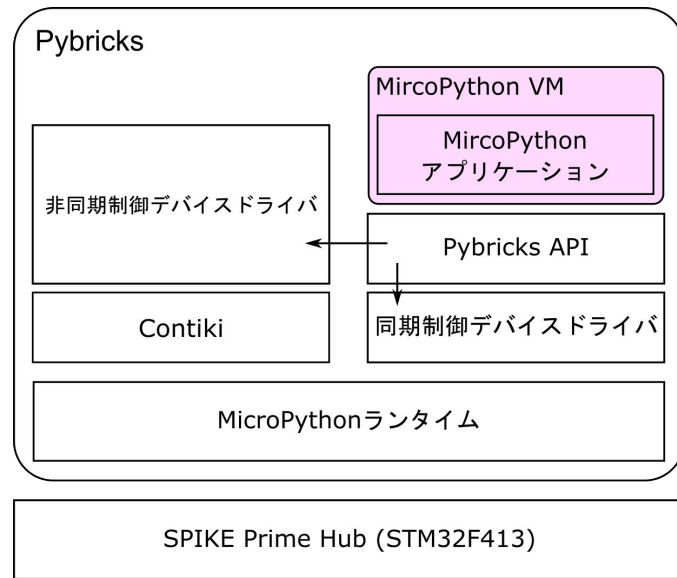 Pybricks
MircoPython VM
MircoPython
アプリケーション
非同期制御デバイスドライバ
Pybricks API
Contiki
同期制御デバイスドライバ
MicroPythonランタイム
SPIKE Prime Hub (STM32F413)